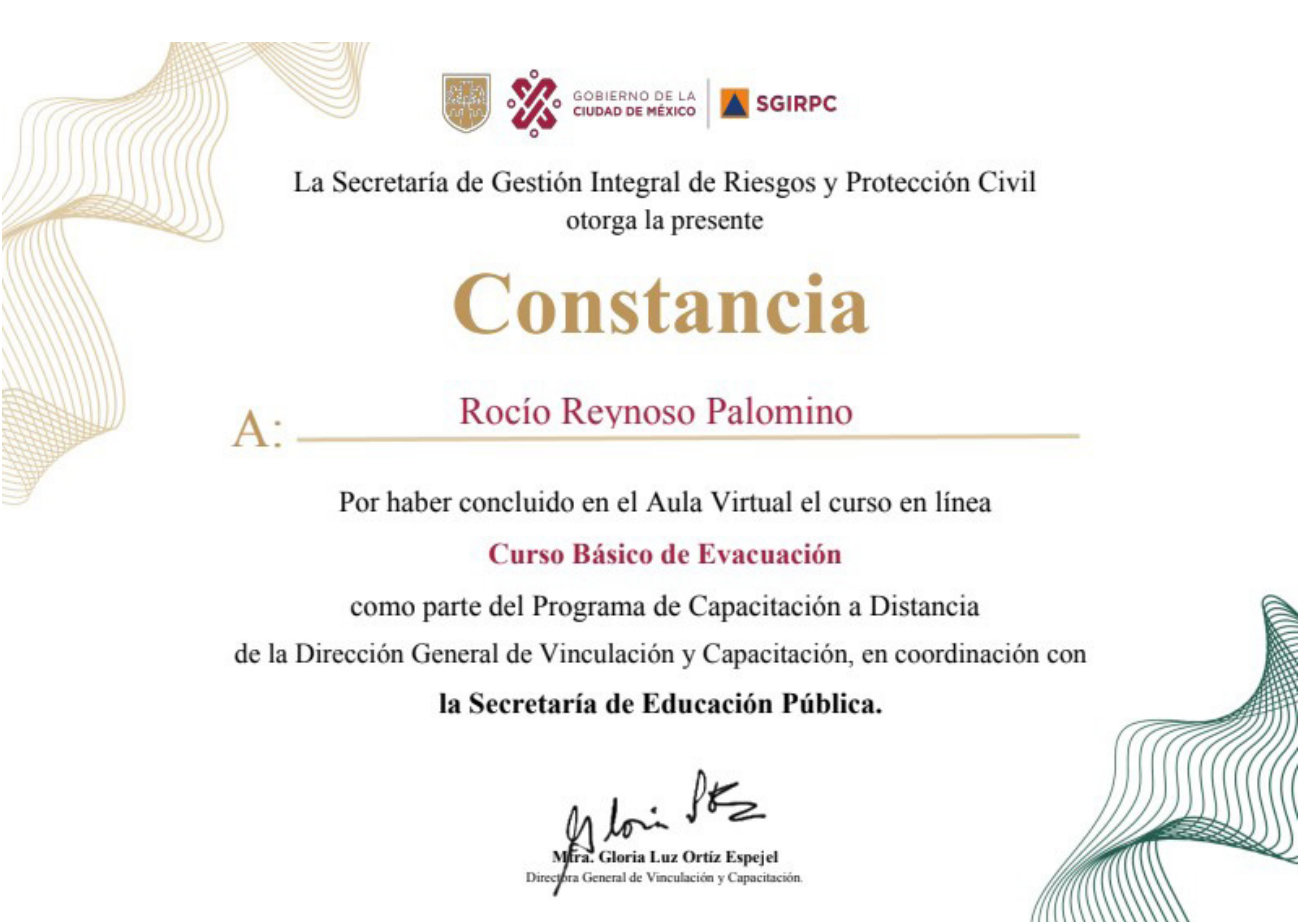 GOBIERNO DE LA
CIUDAD DE MÉXICO
SGIRPC
La Secretaría de Gestión Integral de Riesgos y Protección Civil
otorga la presente
Constancia
A: Rocío Reynoso Palomino
Por haber concluido en el Aula Virtual el curso en línea
Curso Básico de Evacuación
como parte del Programa de Capacitación a Distancia
de la Dirección General de Vinculación y Capacitación, en coordinación con
la Secretaría de Educación Pública.
Mtra. Gloria Luz Ortíz Espejel
Directora General de Vinculación y Capacitación.